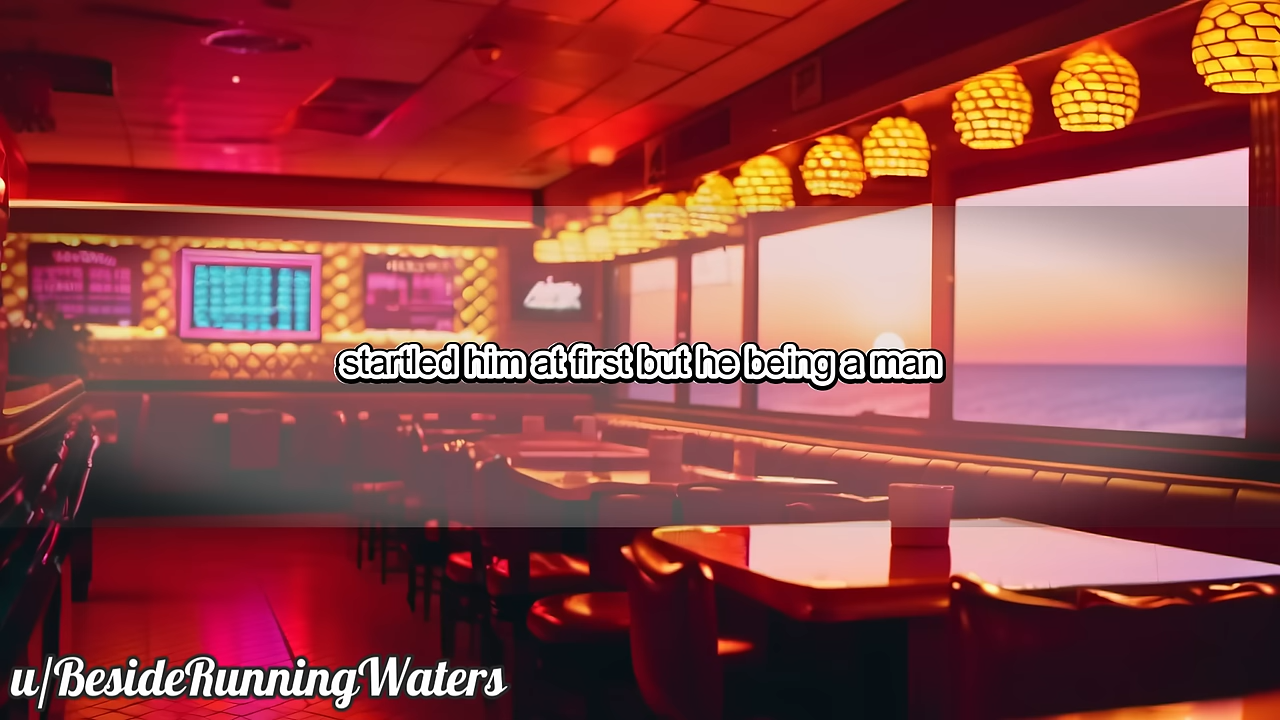 startled him at first but he being a man
u/BesideRunningWaters